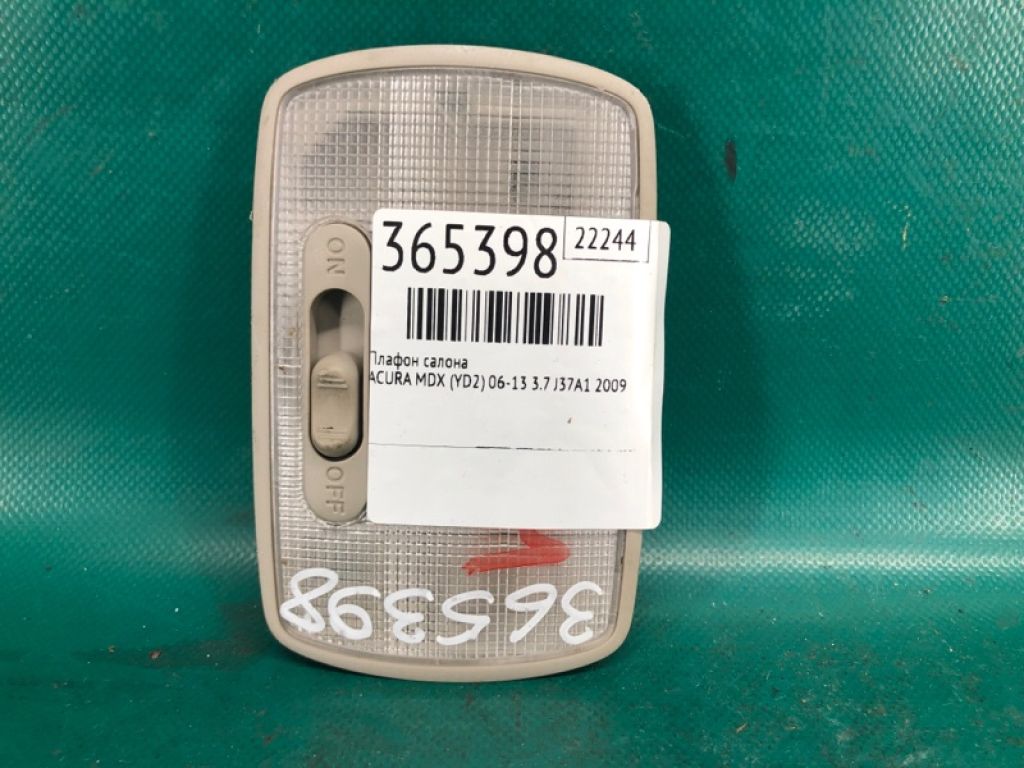 ON
365398
22244
Плафон салона
ACURA MDX (YD2) 06-13 3.7 J37A1 2009
OFF
365398